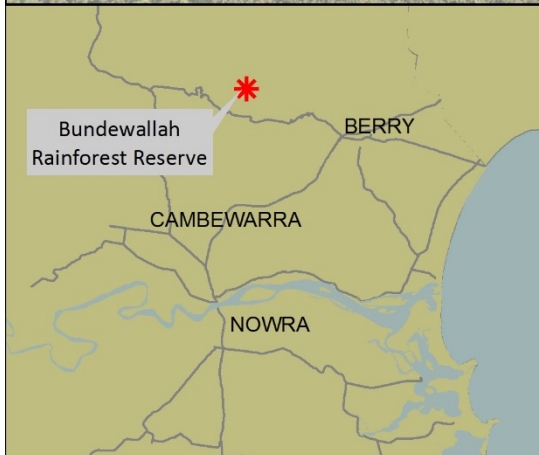 Bundewallah
Rainforest Reserve
BERRY
CAMBEWARRA
NOWRA